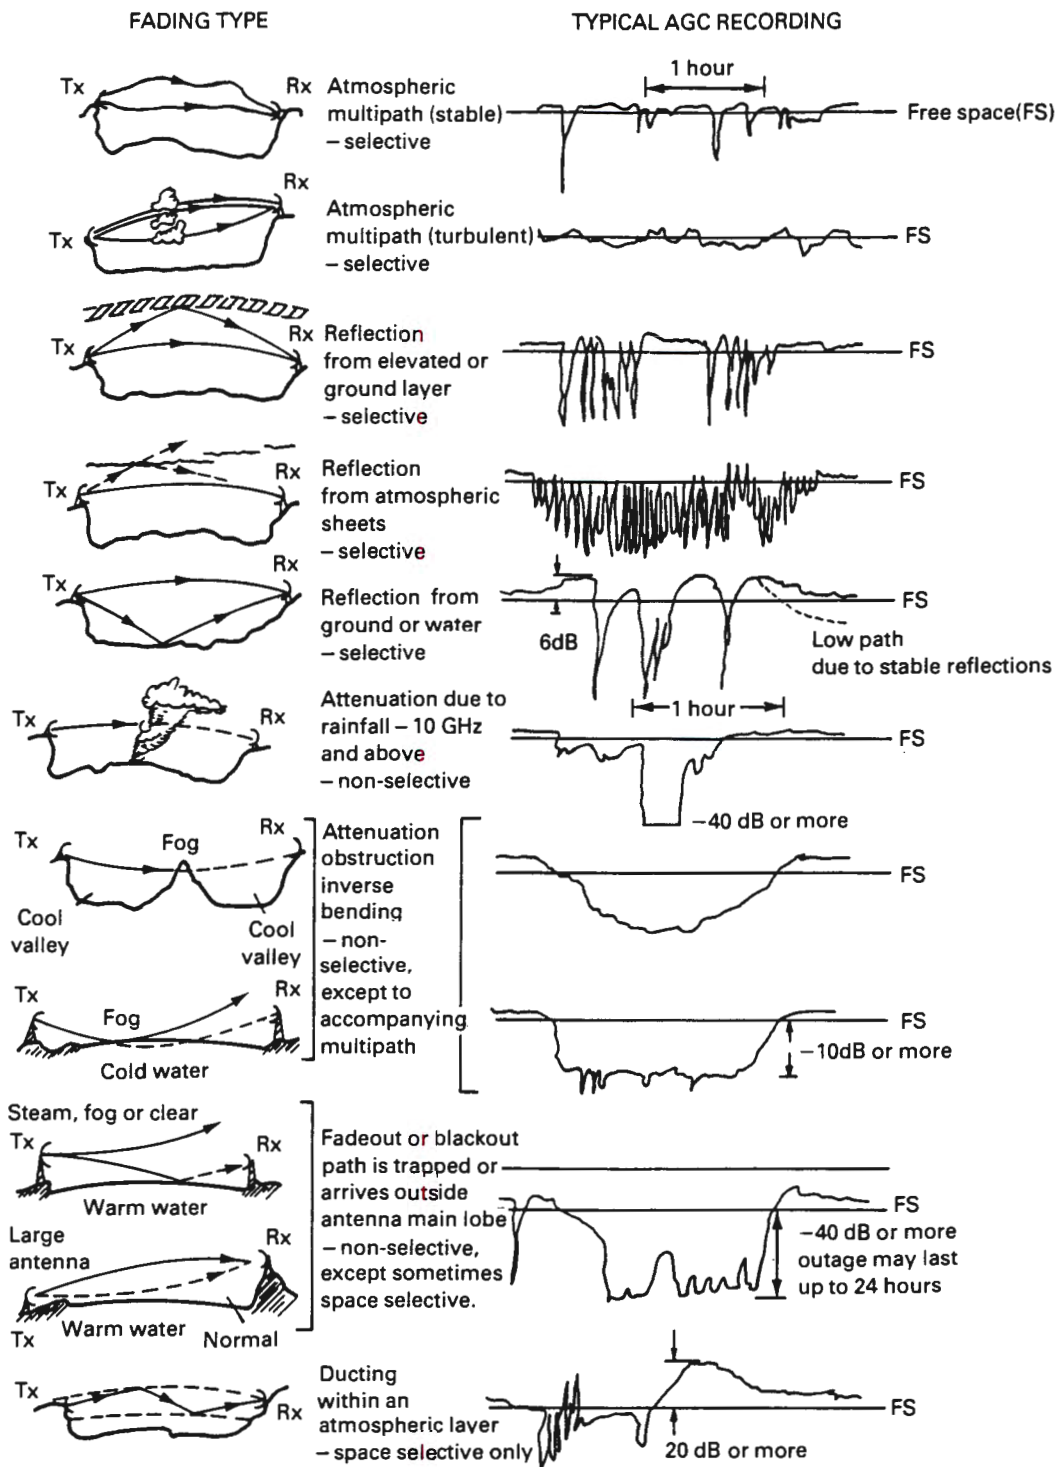 FADING TYPE
TYPICAL AGC RECORDING
Tx
Rx
Atmospheric
multipath (stable)
– selective
1 hour
Free space(FS)
Tx
Rx
Atmospheric
multipath (turbulent)
– selective
FS
Tx
Rx
Reflection
from elevated or
ground layer
– selective
FS
Tx
Rx
Reflection
from atmospheric
sheets
– selective
FS
Tx
Rx
Reflection from
ground or water
– selective
6dB
FS
Low path
due to stable reflections
Tx
Rx
Attenuation due to
rainfall – 10 GHz
and above
– non-selective
1 hour
FS
–40 dB or more
Tx
Fog
Rx
Cool
valley
Cool
valley
Attenuation
obstruction
inverse
bending
– non-
selective,
except to
accompanying
multipath
FS
Tx
Fog
Rx
Cold water
FS
–10dB or more
Steam, fog or clear
Tx
Rx
Warm water
Large
antenna
Rx
Warm water
Normal
Tx
Fadeout or blackout
path is trapped or
arrives outside
antenna main lobe
– non-selective,
except sometimes
space selective.
FS
–40 dB or more
outage may last
up to 24 hours
Tx
Rx
Ducting
within an
atmospheric layer
– space selective only
FS
20 dB or more